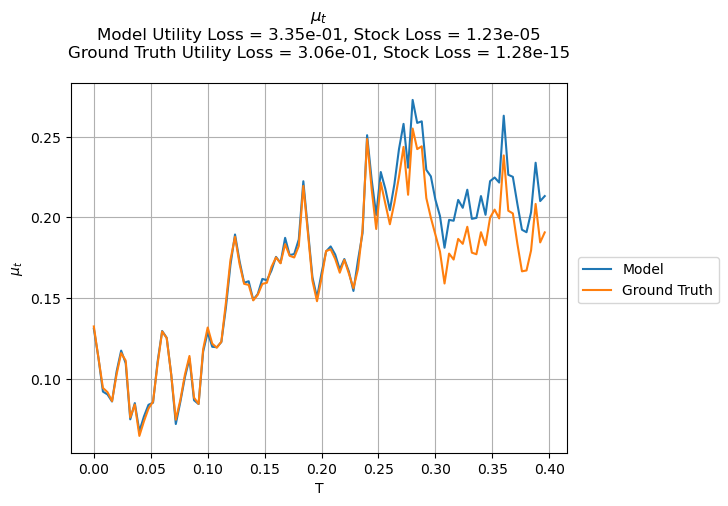 μₜ
Model Utility Loss = 3.35e-01, Stock Loss = 1.23e-05
Ground Truth Utility Loss = 3.06e-01, Stock Loss = 1.28e-15
0.25
0.20
0.15
0.10
μₜ
0.00 0.05 0.10 0.15 0.20 0.25 0.30 0.35 0.40
T
Model
Ground Truth